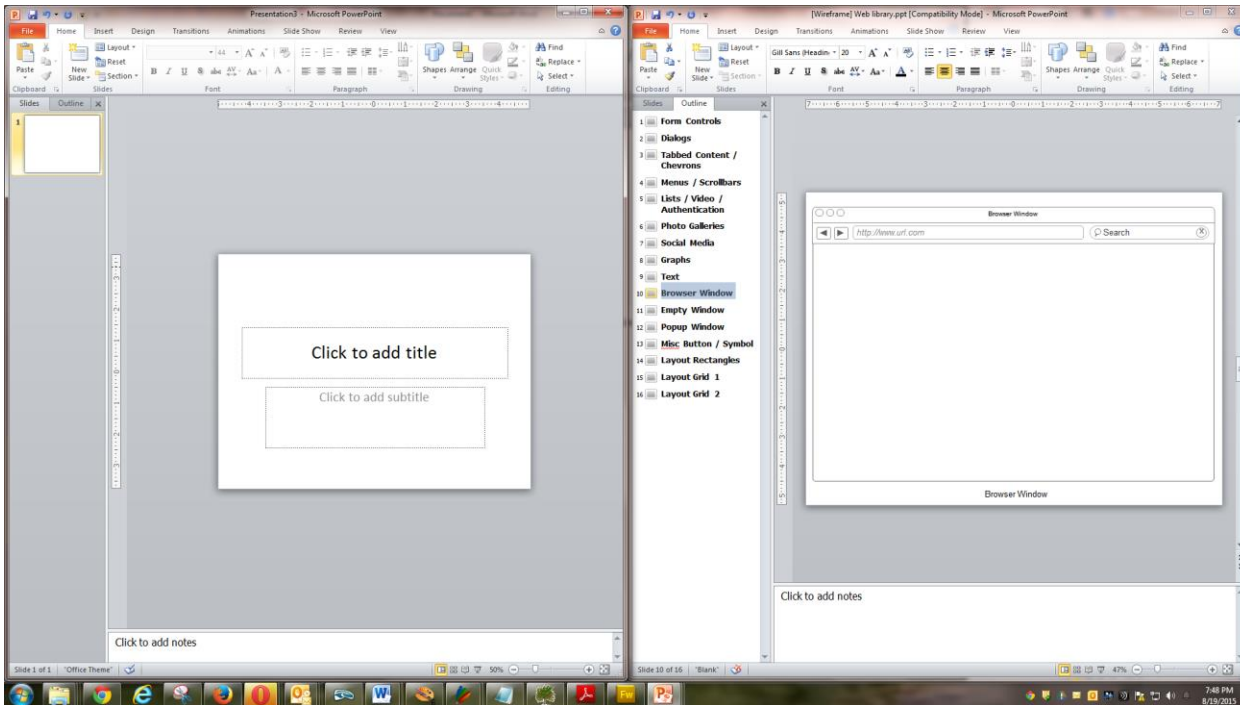 Presentation3 - Microsoft PowerPoint
File Home Insert Design Transitions Animations Slide Show Review View
Paste
New Slide
Layout
Reset
Section
44
B I U S abc AV Aa A
Shapes Arrange Quick Styles
Find
Replace
Select
Clipboard Slides Font Paragraph Drawing Editing
Slides Outline
1
Click to add title
Click to add subtitle
Click to add notes
Slide 1 of 1 "Office Theme" 50%
[Wireframe] Web library.ppt [Compatibility Mode] - Microsoft PowerPoint
File Home Insert Design Transitions Animations Slide Show Review View
Paste
New Slide
Layout
Reset
Section
Gill Sans (Headin 20
B I U S abc AV Aa A
Shapes Arrange Quick Styles
Find
Replace
Select
Clipboard Slides Font Paragraph Drawing Editing
Slides Outline
1 Form Controls
2 Dialogs
3 Tabbed Content /
Chevrons
4 Menus / Scrollbars
5 Lists / Video /
Authentication
6 Photo Galleries
7 Social Media
8 Graphs
9 Text
10 Browser Window
11 Empty Window
12 Popup Window
13 Misc Button / Symbol
14 Layout Rectangles
15 Layout Grid 1
16 Layout Grid 2
Browser Window
http://www.url.com
Search
Browser Window
Click to add notes
Slide 10 of 16 "Blank" 47%
7:48 PM
8/19/2015